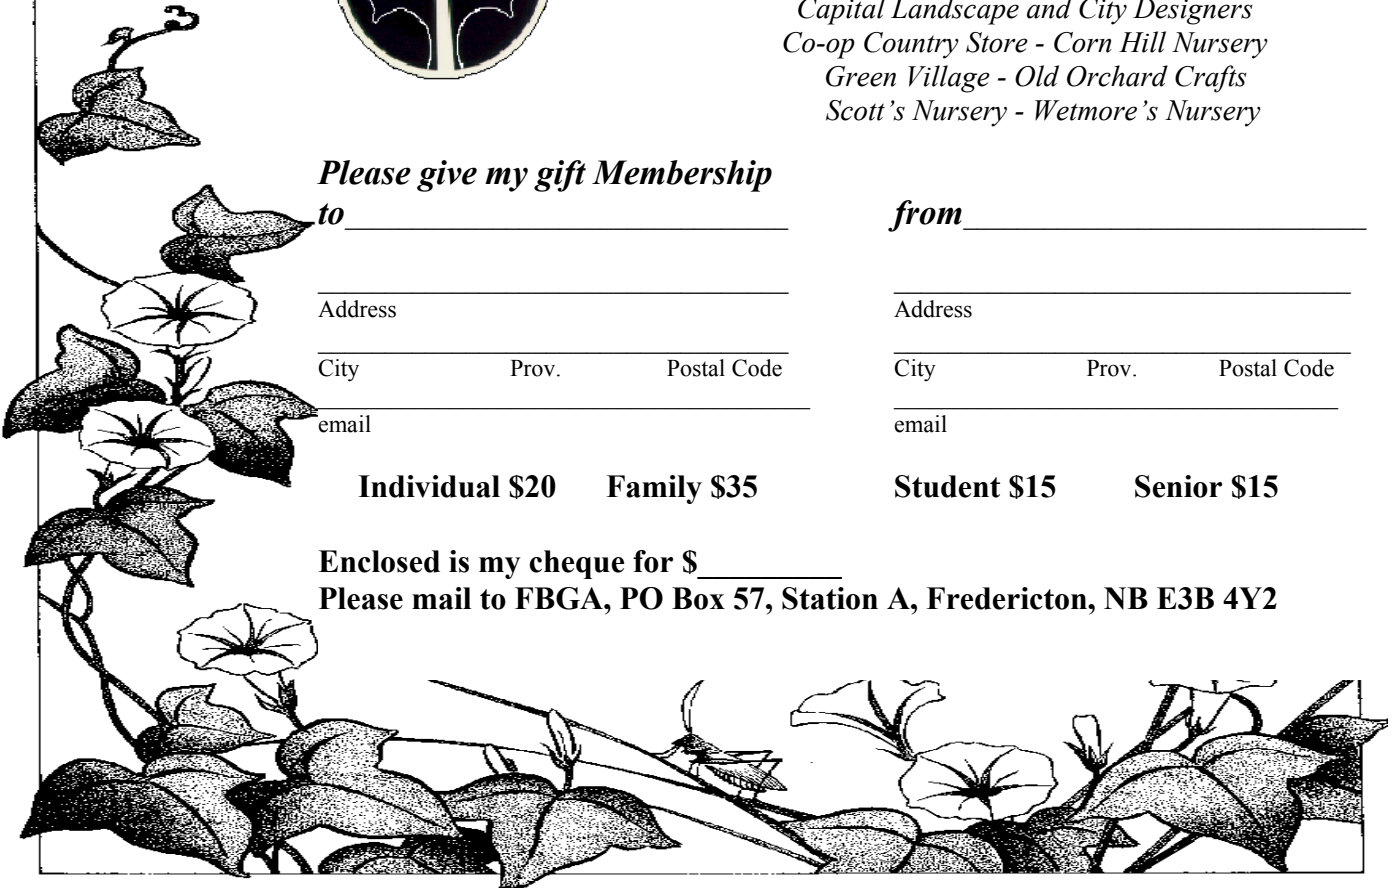 Capital Landscape and City Designers
Co-op Country Store - Corn Hill Nursery
Green Village - Old Orchard Crafts
Scott’s Nursery - Wetmore’s Nursery
Please give my gift Membership
to_____________________________ from__________________________
Address Address
City Prov. Postal Code City Prov. Postal Code
email email
Individual $20 Family $35 Student $15 Senior $15
Enclosed is my cheque for $_________
Please mail to FBGA, PO Box 57, Station A, Fredericton, NB E3B 4Y2